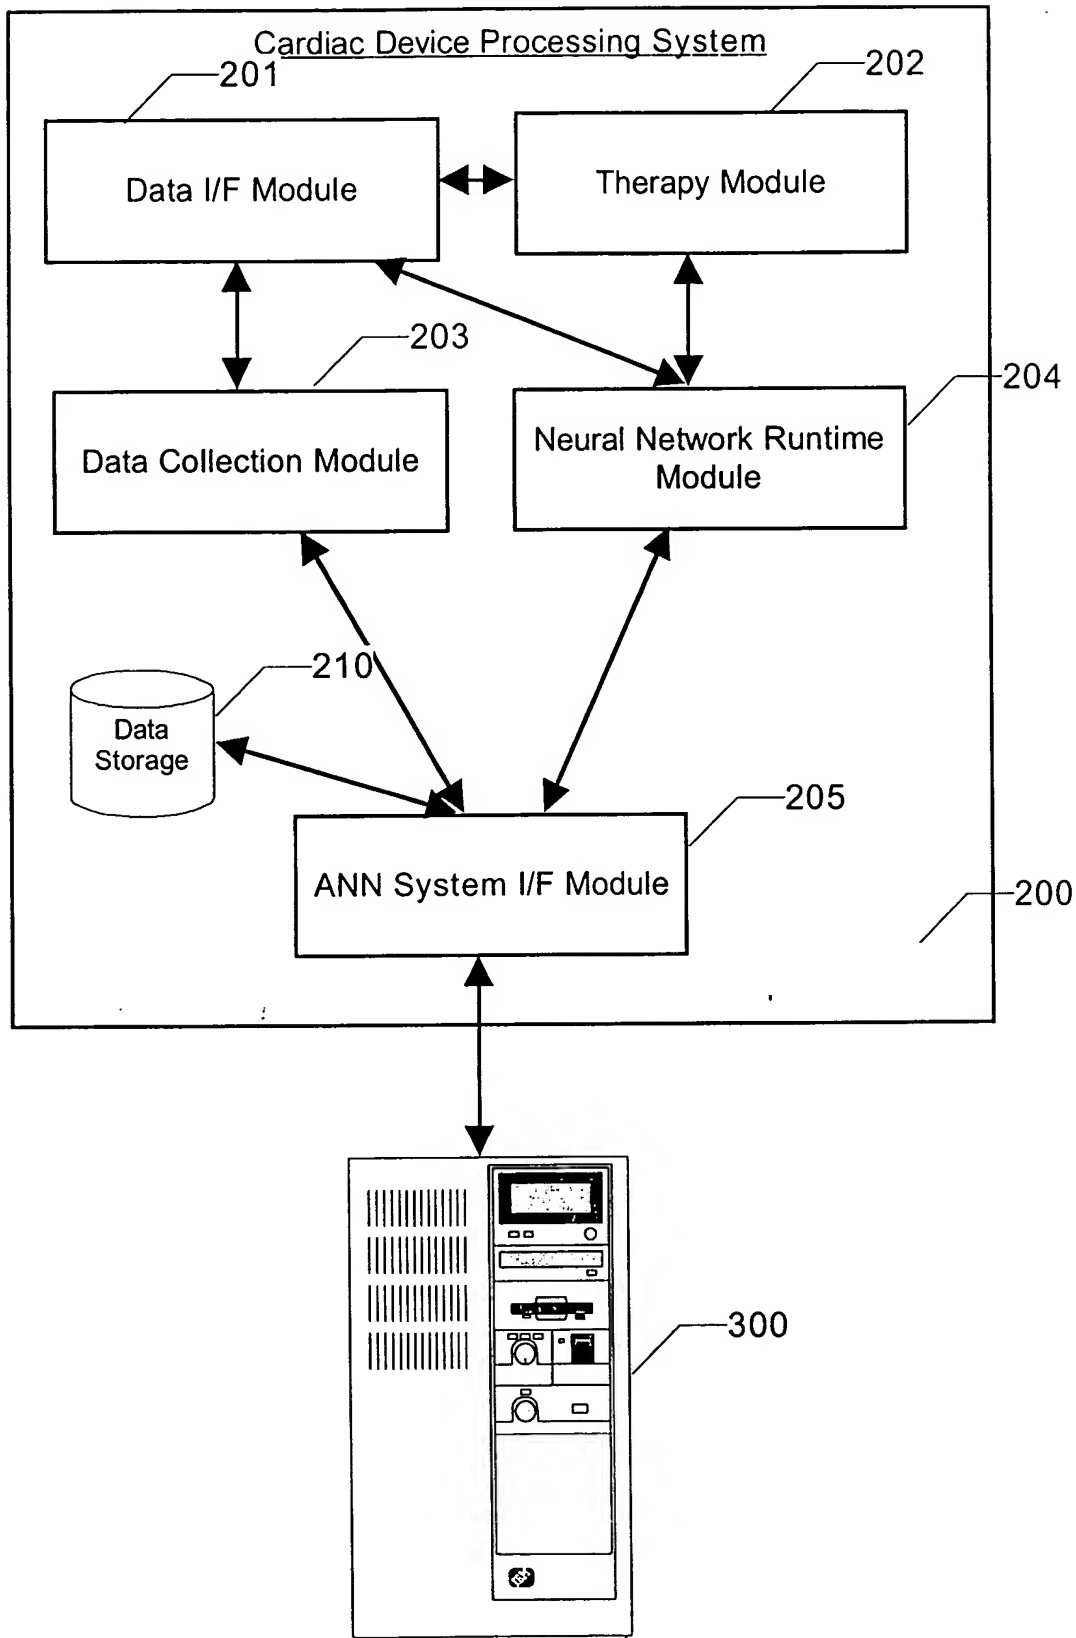 Cardiac Device Processing System
201
202
Data I/F Module
Therapy Module
203
204
Data Collection Module
Neural Network Runtime
Module
210
Data
Storage
205
ANN System I/F Module
200
300